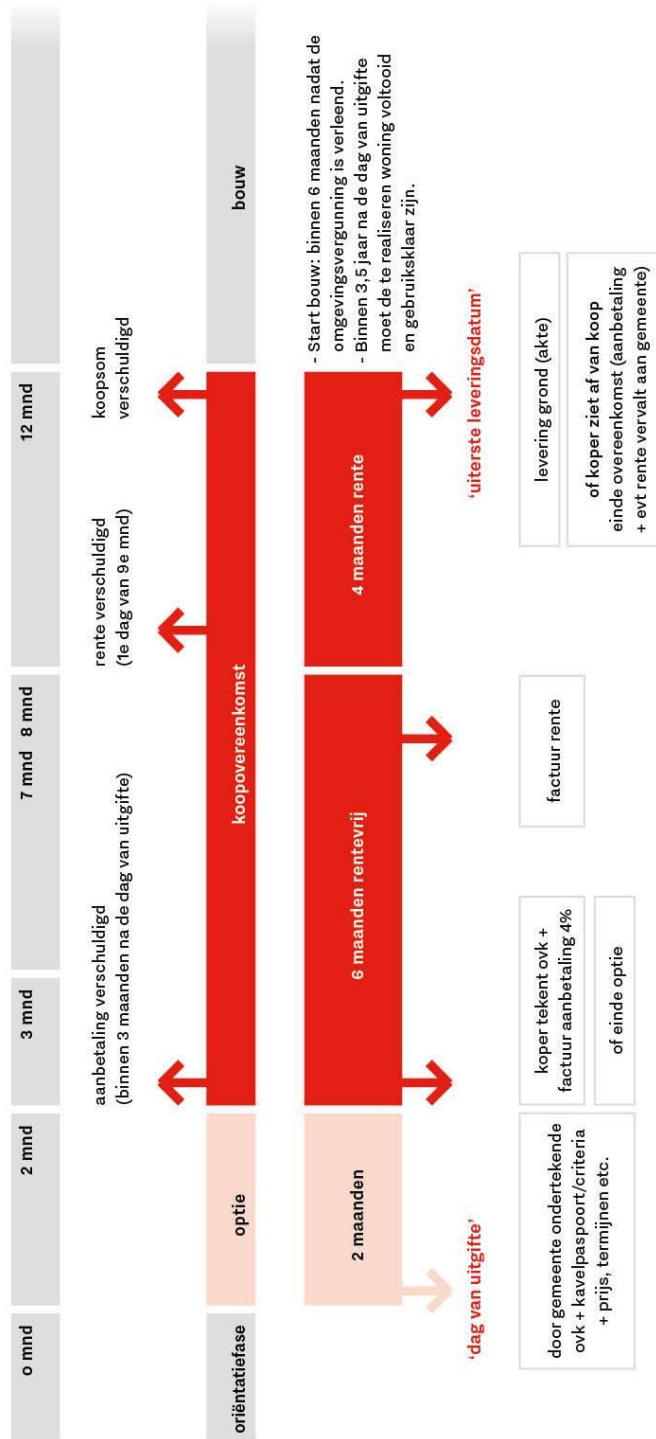 0 mnd
2 mnd
3 mnd
7 mnd
8 mnd
12 mnd
aanbetaling verschuldigd
(binnen 3 maanden na de dag van uitgifte)
rente verschuldigd
(1e dag van 9e mnd)
koopsom
verschuldigd
oriëntatiefase
optie
koopovereenkomst
bouw
2 maanden
6 maanden rentevrij
4 maanden rente
- Start bouw: binnen 6 maanden nadat de
omgevingsvergunning is verleend.
- Binnen 3,5 jaar na de dag van uitgifte
moet de te realiseren woning voltooid
en gebruiksklaar zijn.
‘dag van uitgifte’
‘uiterste leveringsdatum’
door gemeente ondertekende
ovk + kavelpaspoort/criteria
+ prijs, termijnen etc.
koper tekent ovk +
factuur aanbetaling 4%
of einde optie
factuur rente
levering grond (akte)
of koper ziet af van koop
einde overeenkomst (aanbetaling
+ evt rente vervalt aan gemeente)